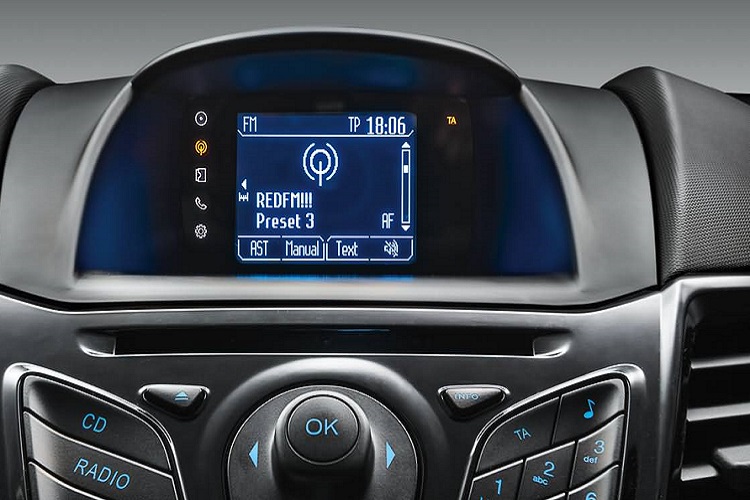 FM TP 18:06
TA
REDFM!!!
Preset 3 AF
AST Manual Text
INFO
CD
OK
TA
RADIO
1
2 abc
3 def